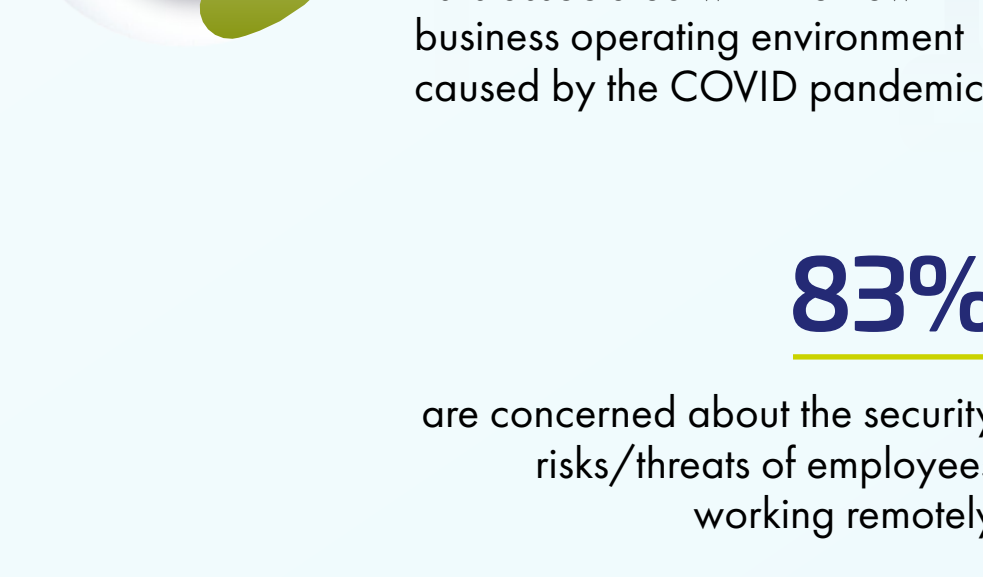 business operating environment
caused by the COVID pandemic
83%
are concerned about the security
risks/threats of employees
working remotely